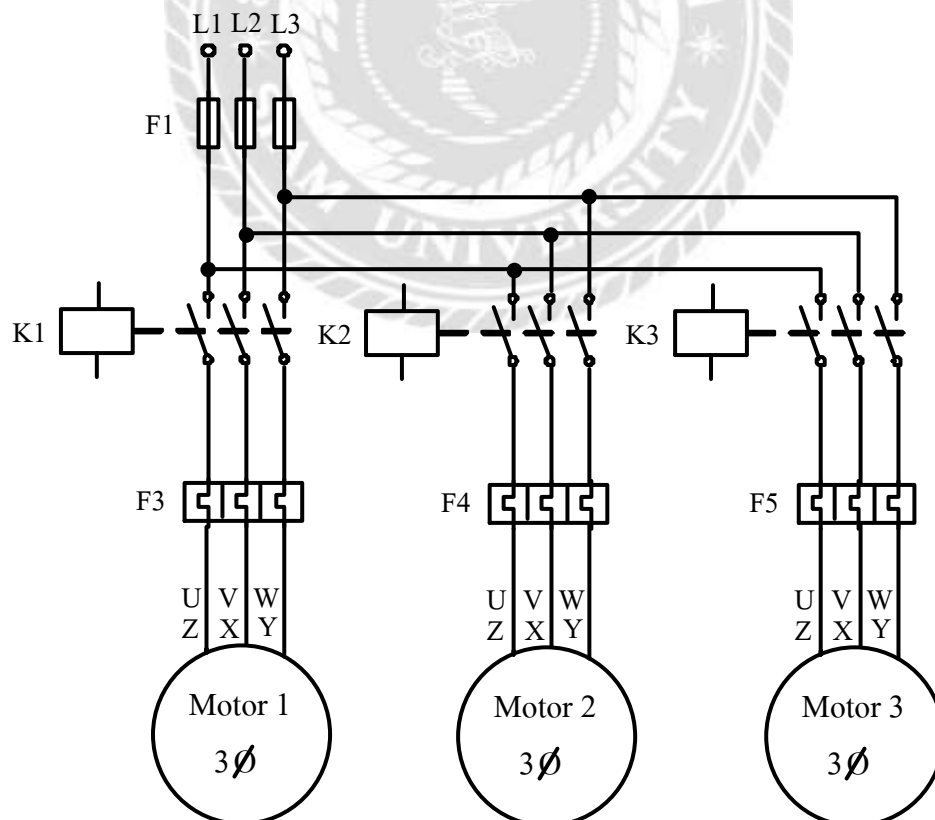 L1 L2 L3
F1
K1 K2 K3
F3 F4 F5
U V W U V W U V W
Z X Y Z X Y Z X Y
Motor 1 Motor 2 Motor 3
3Ø 3Ø 3Ø
UNIVERSITY